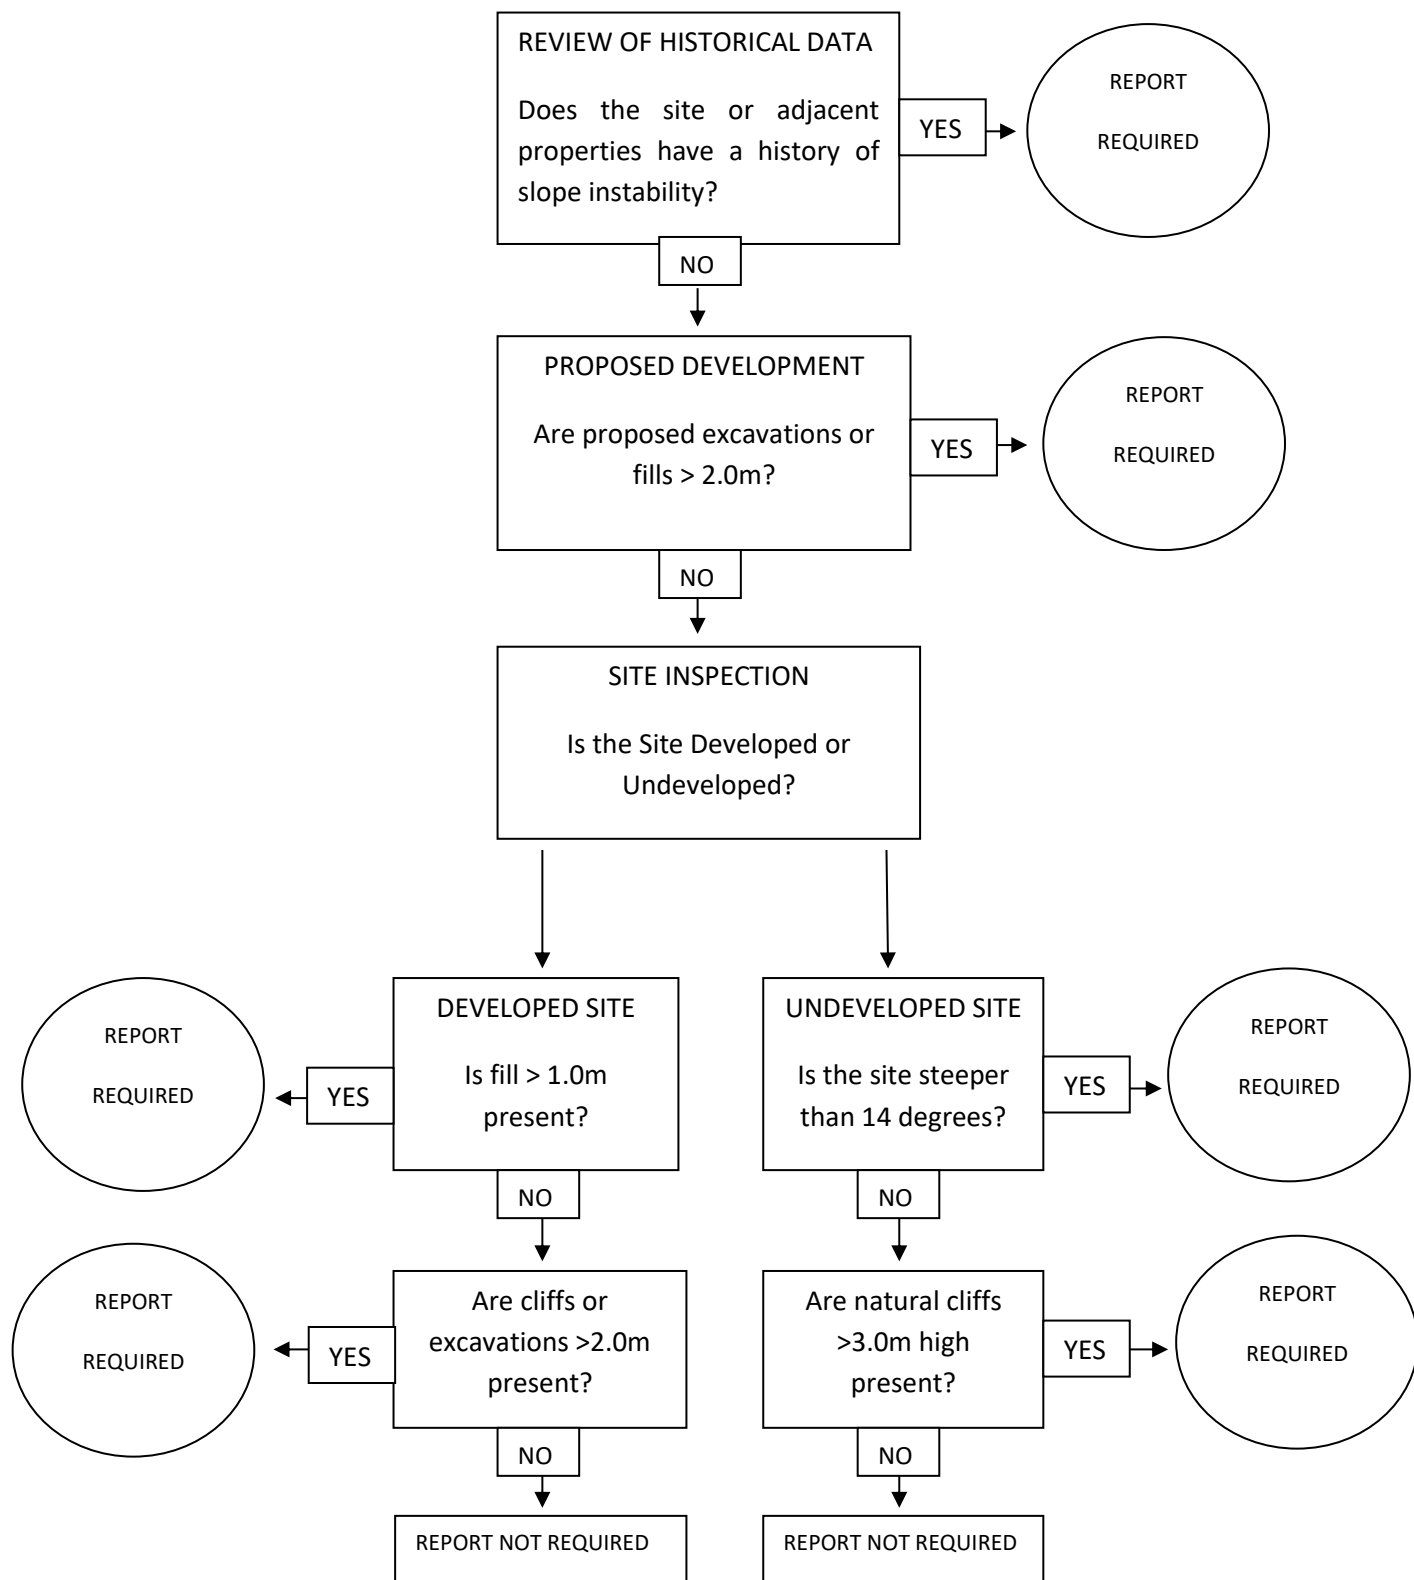 REVIEW OF HISTORICAL DATA
Does the site or adjacent
properties have a history of
slope instability?
YES
REPORT
REQUIRED
NO
PROPOSED DEVELOPMENT
Are proposed excavations or
fills > 2.0m?
YES
REPORT
REQUIRED
NO
SITE INSPECTION
Is the Site Developed or
Undeveloped?
DEVELOPED SITE
Is fill > 1.0m
present?
YES
REPORT
REQUIRED
NO
Are cliffs or
excavations >2.0m
present?
YES
REPORT
REQUIRED
NO
REPORT NOT REQUIRED
UNDEVELOPED SITE
Is the site steeper
than 14 degrees?
YES
REPORT
REQUIRED
NO
Are natural cliffs
>3.0m high
present?
YES
REPORT
REQUIRED
NO
REPORT NOT REQUIRED